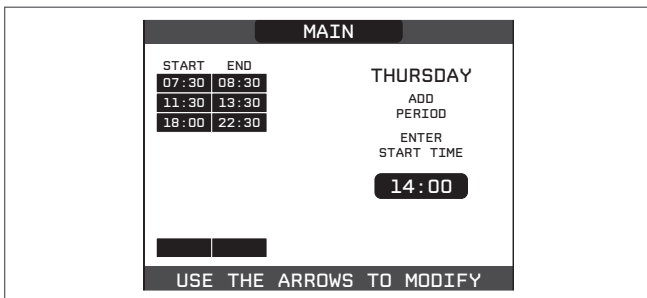 MAIN
START END
07:30 08:30
11:30 13:30
18:00 22:30
THURSDAY
ADD
PERIOD
ENTER
START TIME
14:00
USE THE ARROWS TO MODIFY